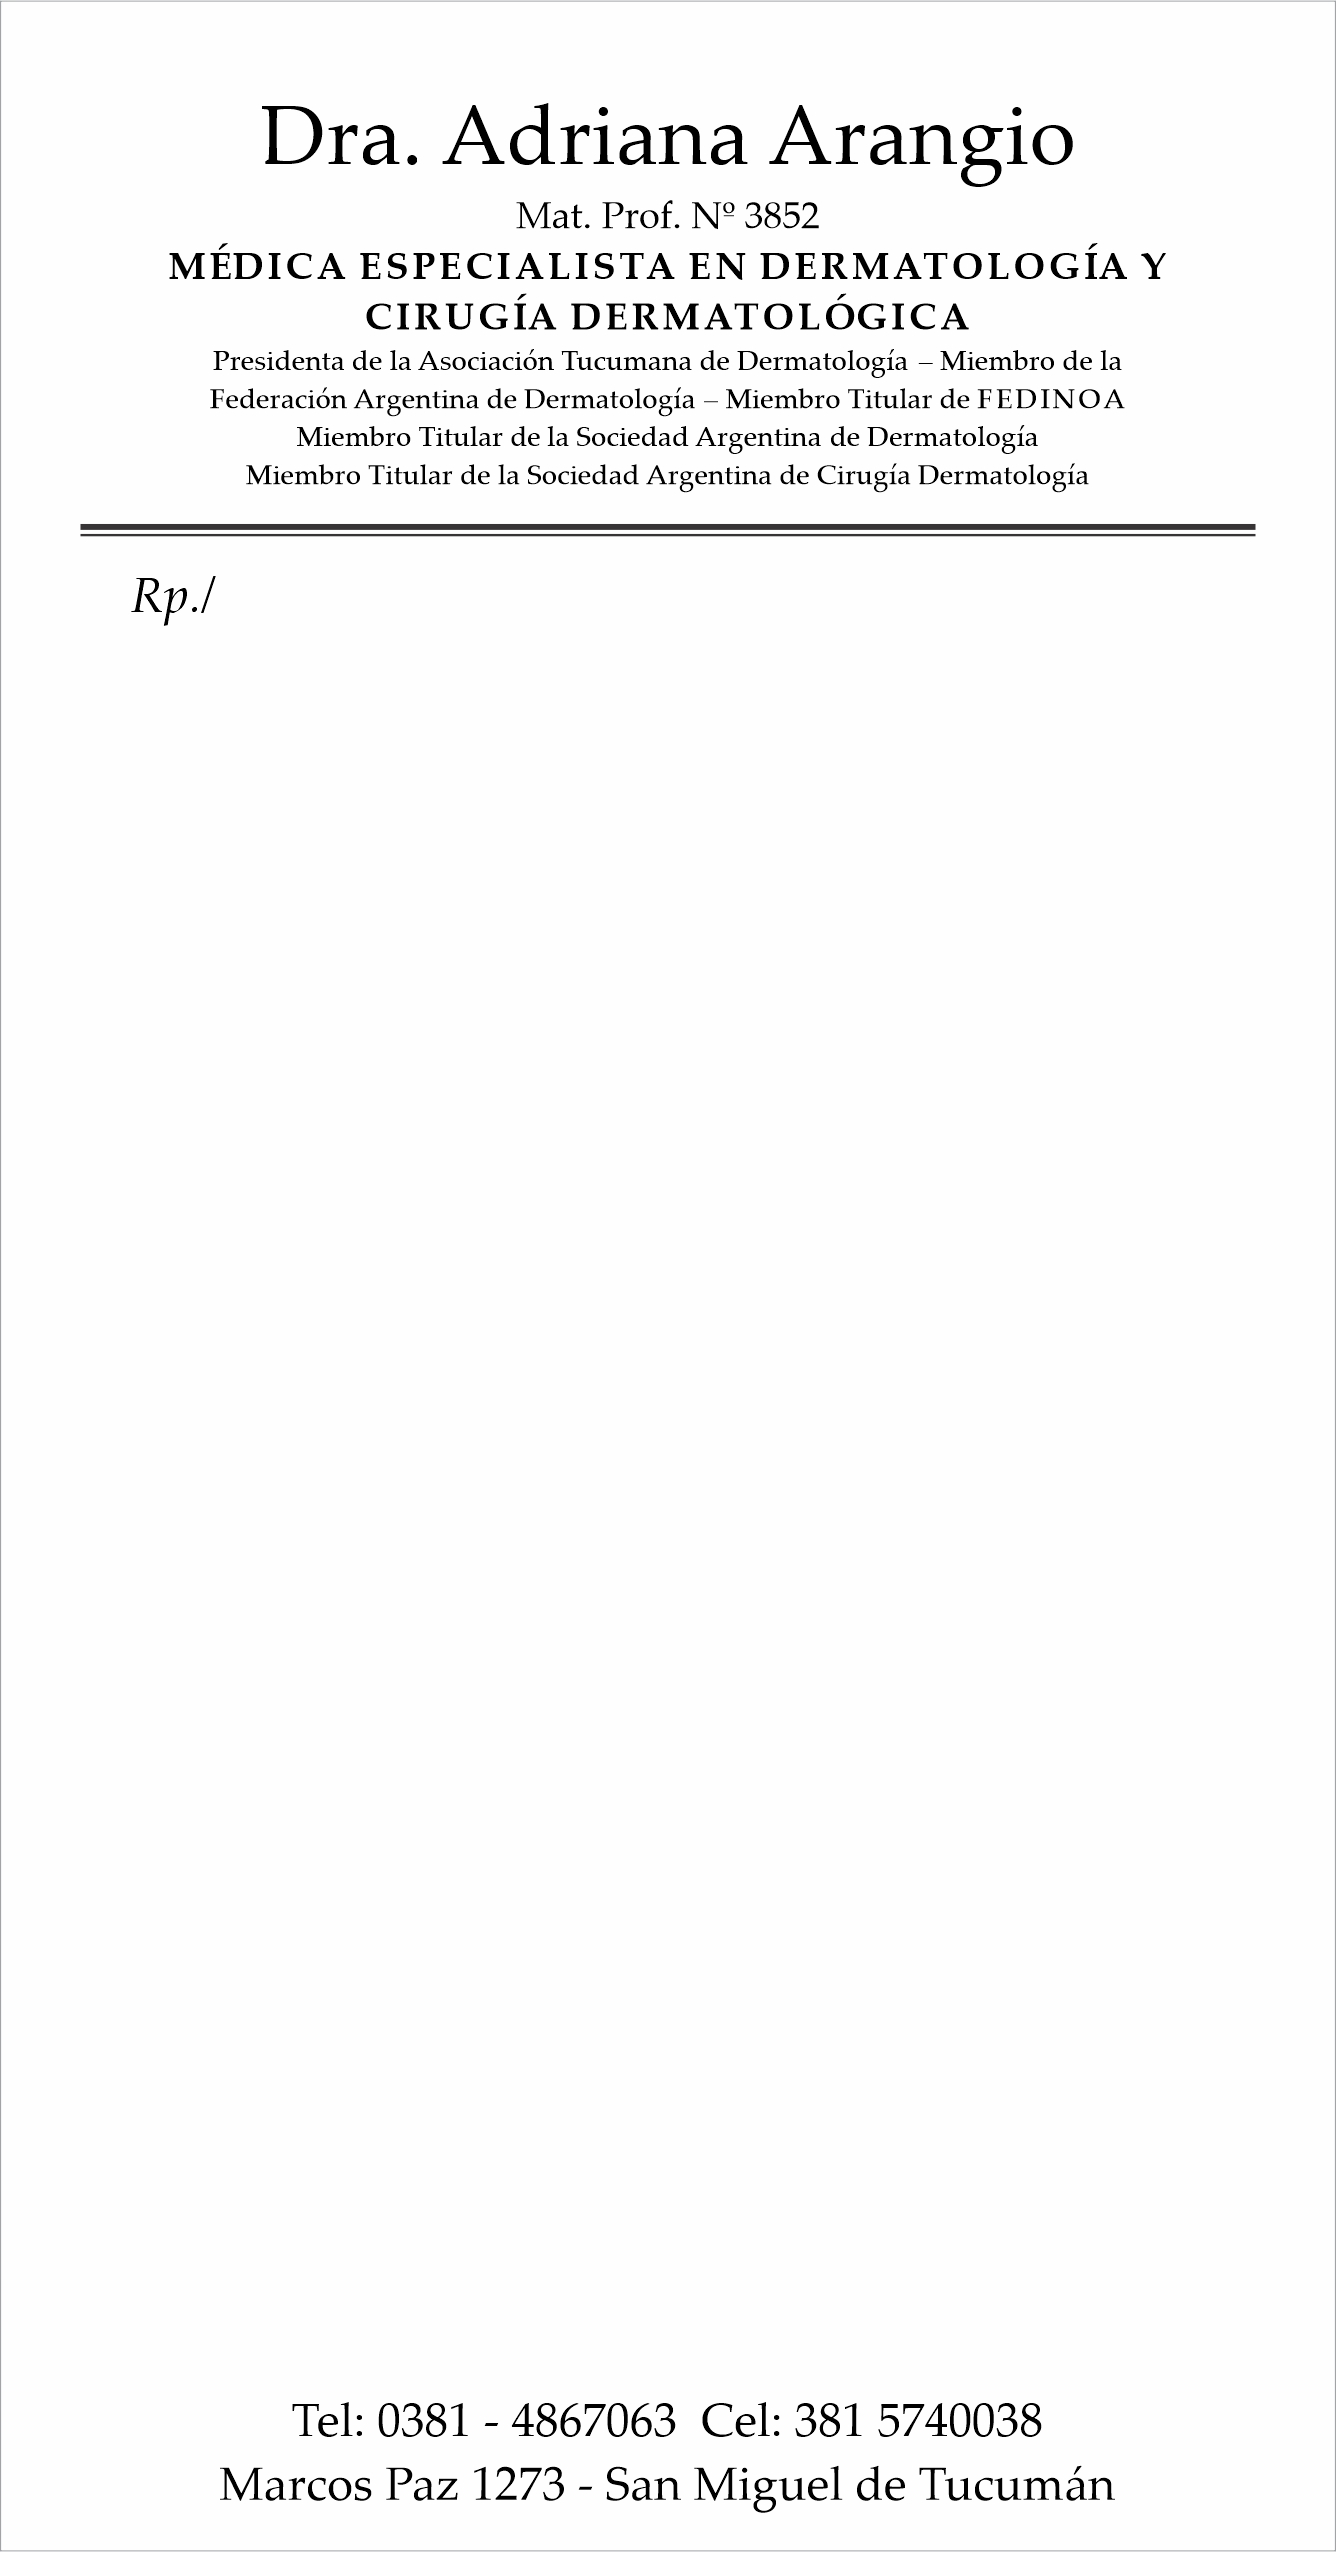 Dra. Adriana Arangio
Mat. Prof. Nº 3852
MÉDICA ESPECIALISTA EN DERMATOLOGÍA Y
CIRUGÍA DERMATOLÓGICA
Presidenta de la Asociación Tucumana de Dermatología – Miembro de la
Federación Argentina de Dermatología – Miembro Titular de FEDINOA
Miembro Titular de la Sociedad Argentina de Dermatología
Miembro Titular de la Sociedad Argentina de Cirugía Dermatología
Rp./
Tel: 0381 - 4867063  Cel: 381 5740038
Marcos Paz 1273 - San Miguel de Tucumán